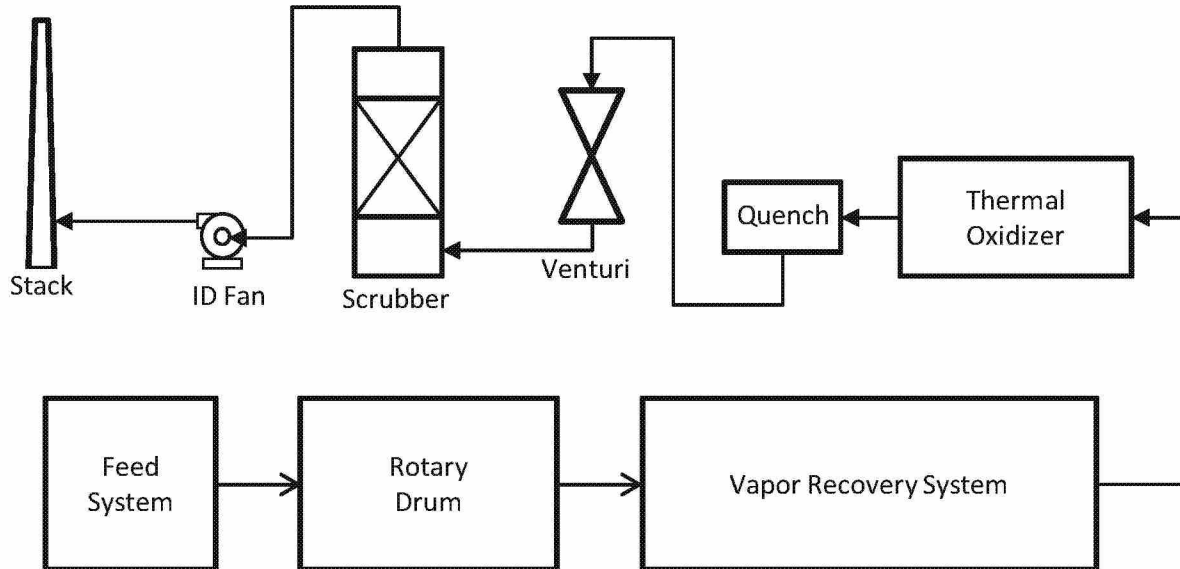 Thermal
Oxidizer
Quench
Venturi
Scrubber
ID Fan
Stack
Feed
System
Rotary
Drum
Vapor Recovery System